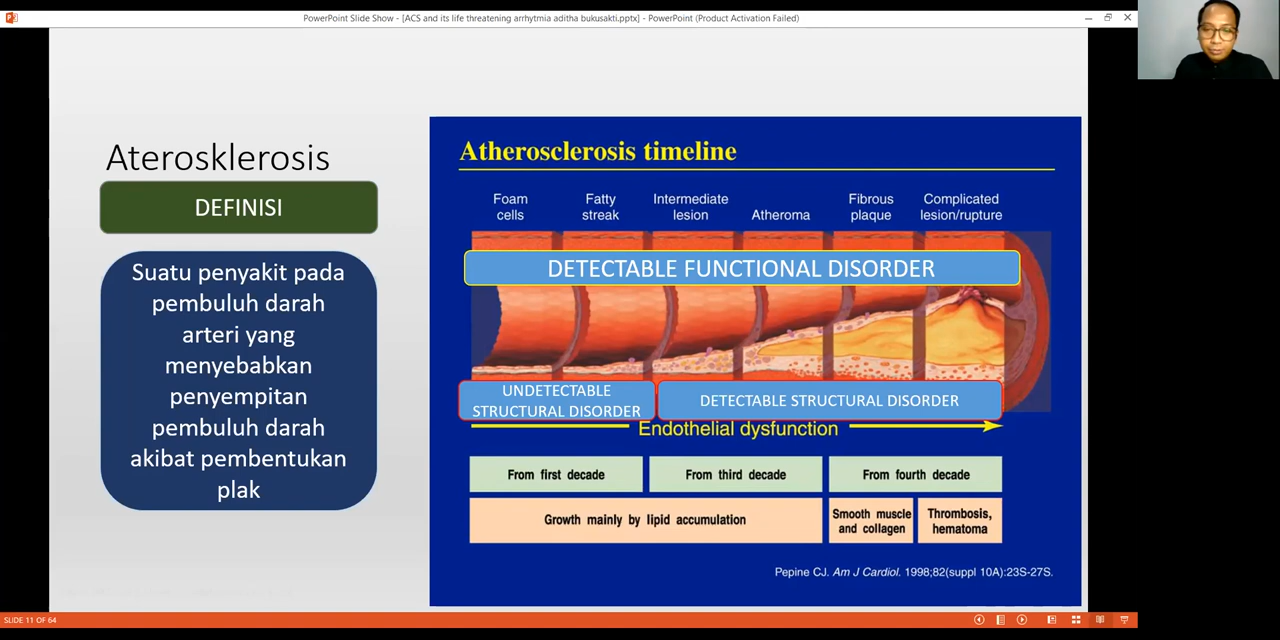 PowerPoint Slide Show - [ACS and its life threatening arrhytmia aditha bukusakti.pptx] - PowerPoint (Product Activation Failed)
Aterosklerosis
DEFINISI
Suatu penyakit pada
pembuluh darah
arteri yang
menyebabkan
penyempitan
pembuluh darah
akibat pembentukan
plak
Atherosclerosis timeline
Foam
cells
Fatty
streak
Intermediate
lesion
Atheroma
Fibrous
plaque
Complicated
lesion/rupture
DETECTABLE FUNCTIONAL DISORDER
UNDETECTABLE
STRUCTURAL DISORDER
DETECTABLE STRUCTURAL DISORDER
Endothelial dysfunction
From first decade
From third decade
From fourth decade
Growth mainly by lipid accumulation
Smooth muscle
and collagen
Thrombosis,
hematoma
Pepine CJ. Am J Cardiol. 1998;82(suppl 10A):23S-27S.
SLIDE 11 OF 64